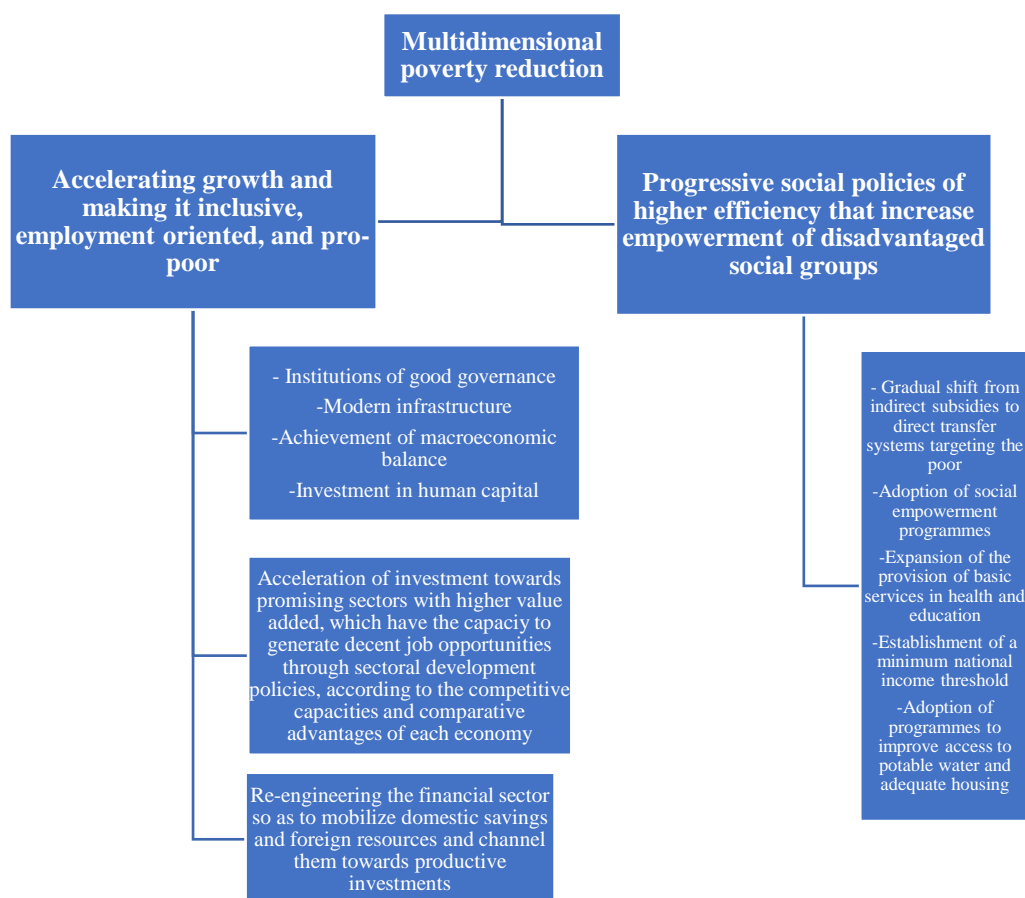 Multidimensional
poverty reduction
Accelerating growth and
making it inclusive,
employment oriented, and pro-
poor
Progressive social policies of
higher efficiency that increase
empowerment of disadvantaged
social groups
- Institutions of good governance
-Modern infrastructure
-Achievement of macroeconomic
balance
-Investment in human capital
Acceleration of investment towards
promising sectors with higher value
added, which have the capaciy to
generate decent job opportunities
through sectoral development
policies, according to the competitive
capacities and comparative
advantages of each economy
Re-engineering the financial sector
so as to mobilize domestic savings
and foreign resources and channel
them towards productive
investments
- Gradual shift from
indirect subsidies to
direct transfer
systems targeting the
poor
-Adoption of social
empowerment
programmes
-Expansion of the
provision of basic
services in health and
education
-Establishment of a
minimum national
income threshold
-Adoption of
programmes to
improve access to
potable water and
adequate housing